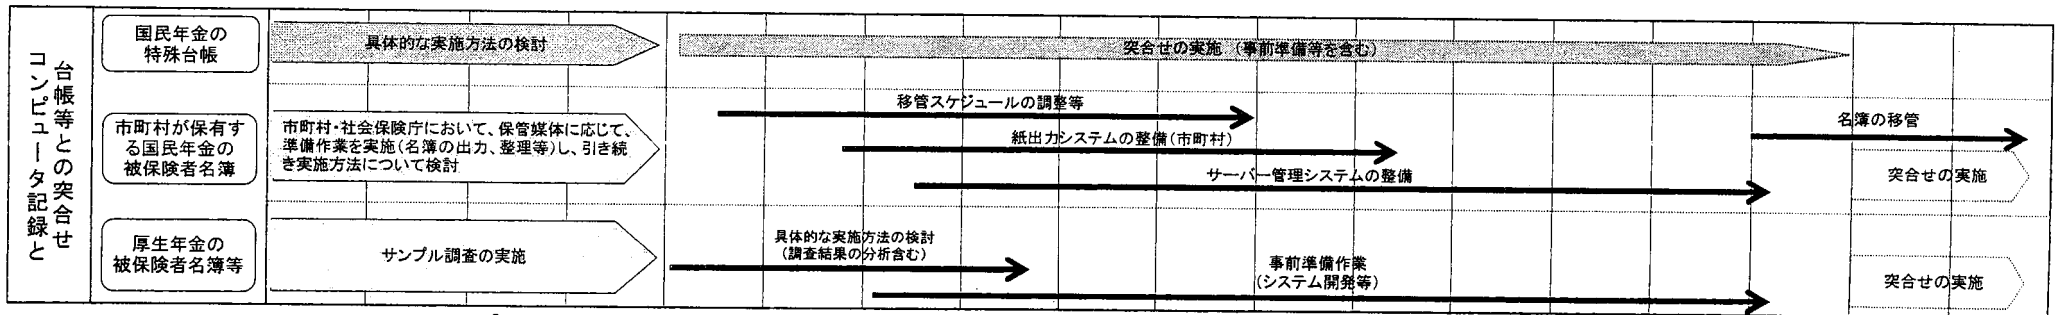 コンピュータ記録と
台帳等との突合せ
国民年金の
特殊台帳
具体的な実施方法の検討
突合せの実施 (事前準備等を含む)
市町村が保有す
る国民年金の
被保険者名簿
市町村・社会保険庁において、保管媒体に応じて、
準備作業を実施(名簿の出力、整理等)し、引き続
き実施方法について検討
移管スケジュールの調整等
紙出力システムの整備(市町村)
サーバー管理システムの整備
名簿の移管
突合せの実施
厚生年金の
被保険者名簿等
サンプル調査の実施
具体的な実施方法の検討
(調査結果の分析含む)
事前準備作業
(システム開発等)
突合せの実施